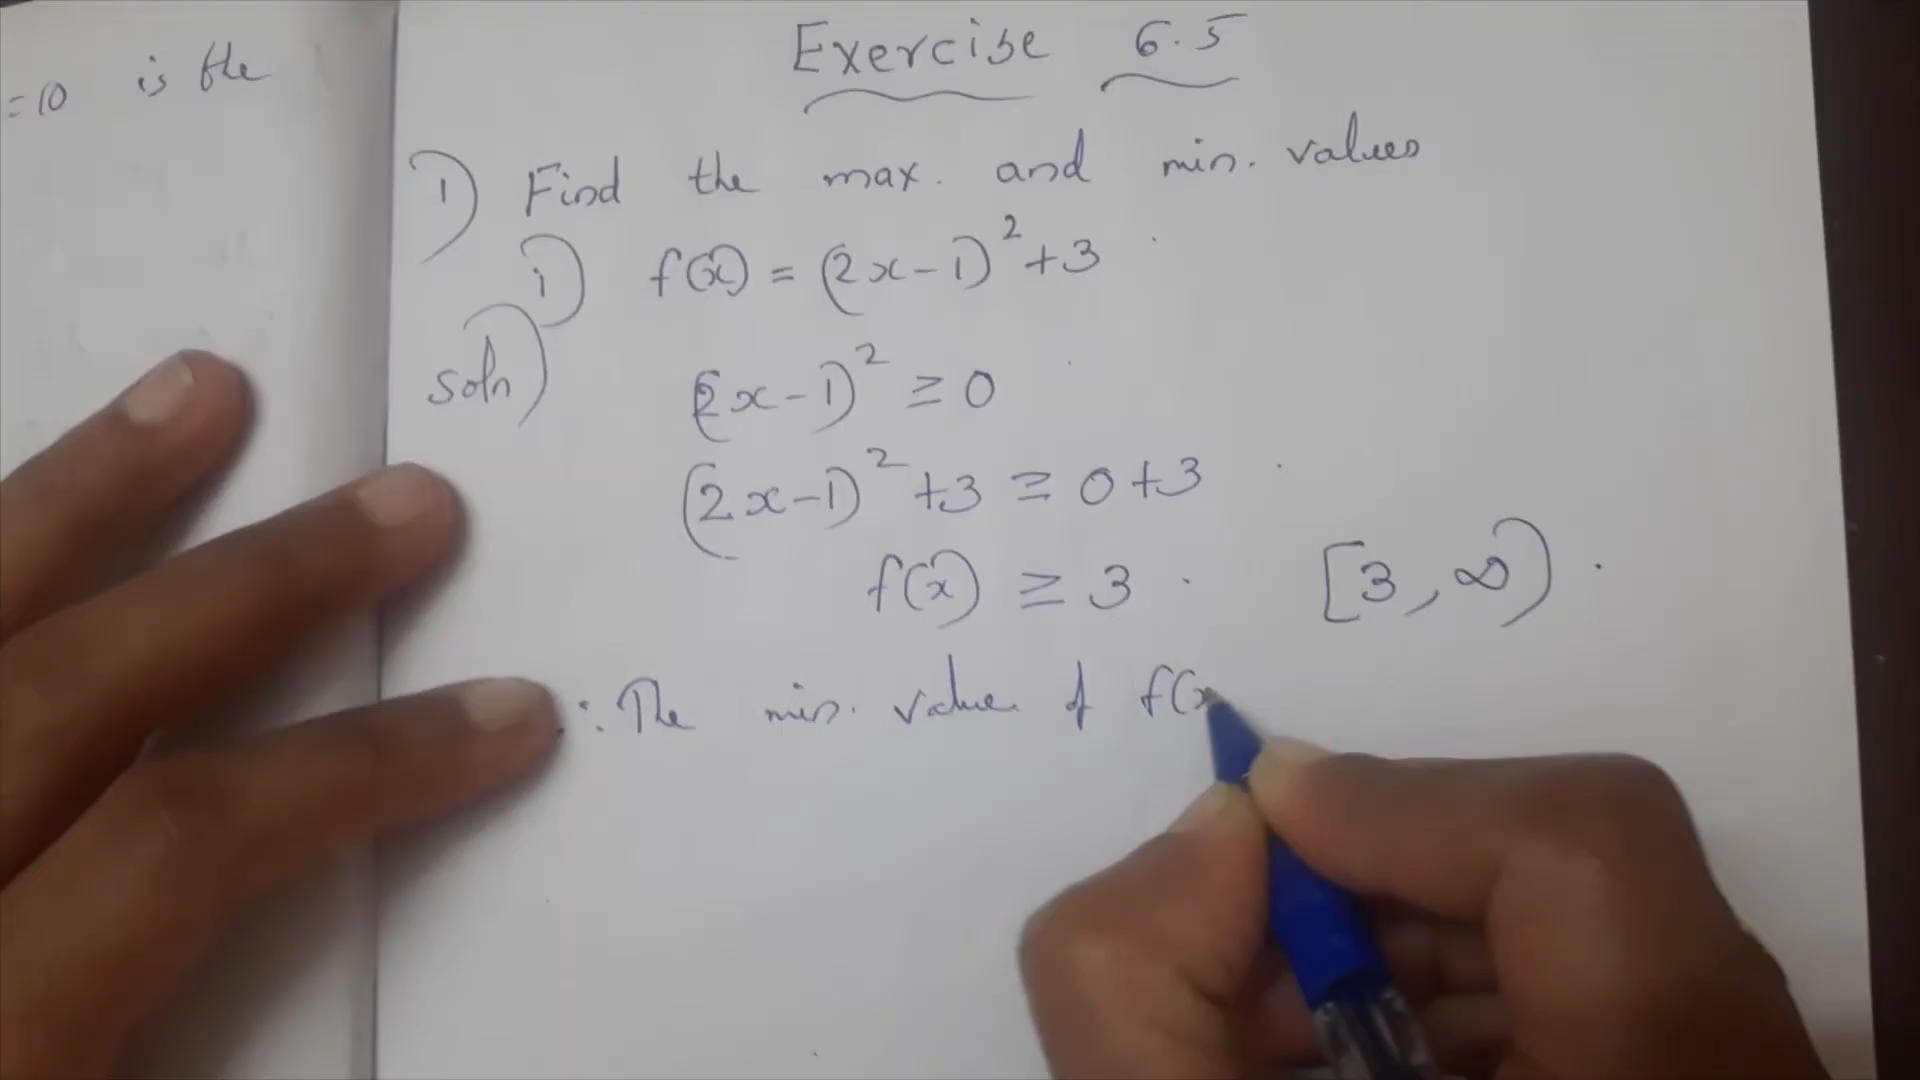 =10 is the
Exercise 6.5
1) Find the max. and min. values
i) f(x) = (2x-1)²+3
soln) (2x-1)² ≥ 0
(2x-1)² +3 ≥ 0+3
f(x) ≥ 3. [3, ∞).
∴ The min. value of f(x